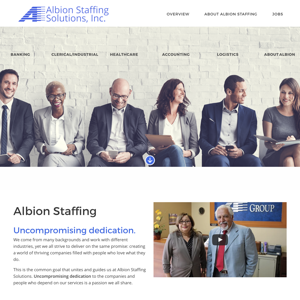 Albion Staffing
Solutions, Inc.
OVERVIEW
ABOUT ALBION STAFFING
JOBS
BANKING
CLERICAL/INDUSTRIAL
HEALTHCARE
ACCOUNTING
LOGISTICS
ABOUT ALBION
Albion Staffing
Uncompromising dedication.
We come from many backgrounds and work with different
industries, yet we all strive to deliver on the same promise: creating
a world of thriving companies filled with people who love what they
do.
This is the common goal that unites and guides us at Albion Staffing
Solutions. Uncompromising dedication to the companies and
people who depend on our services is a passion we all share.
GROUP